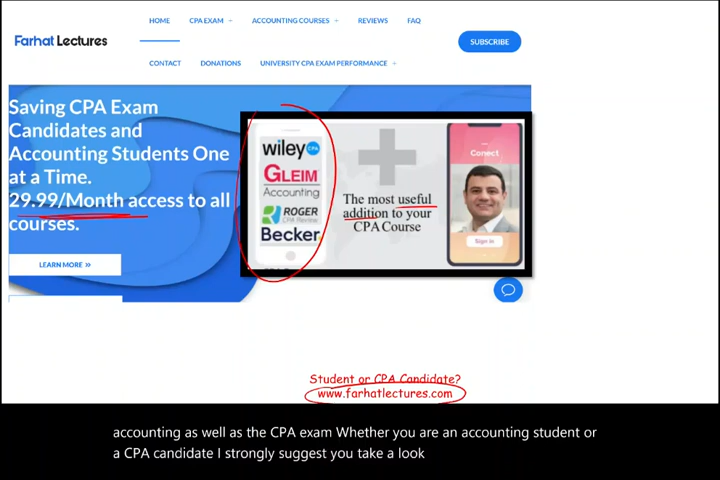 HOME CPA EXAM + ACCOUNTING COURSES + REVIEWS FAQ
Farhat Lectures
SUBSCRIBE
CONTACT DONATIONS UNIVERSITY CPA EXAM PERFORMANCE +
Saving CPA Exam
Candidates and
Accounting Students One
at a Time.
29.99/Month access to all
courses.
LEARN MORE »
wiley CPA
GLEIM
Accounting
ROGER
CPA Review
Becker
The most useful
addition to your
CPA Course
Conect
Sign in
Student or CPA Candidate?
www.farhatlectures.com
accounting as well as the CPA exam Whether you are an accounting student or
a CPA candidate I strongly suggest you take a look